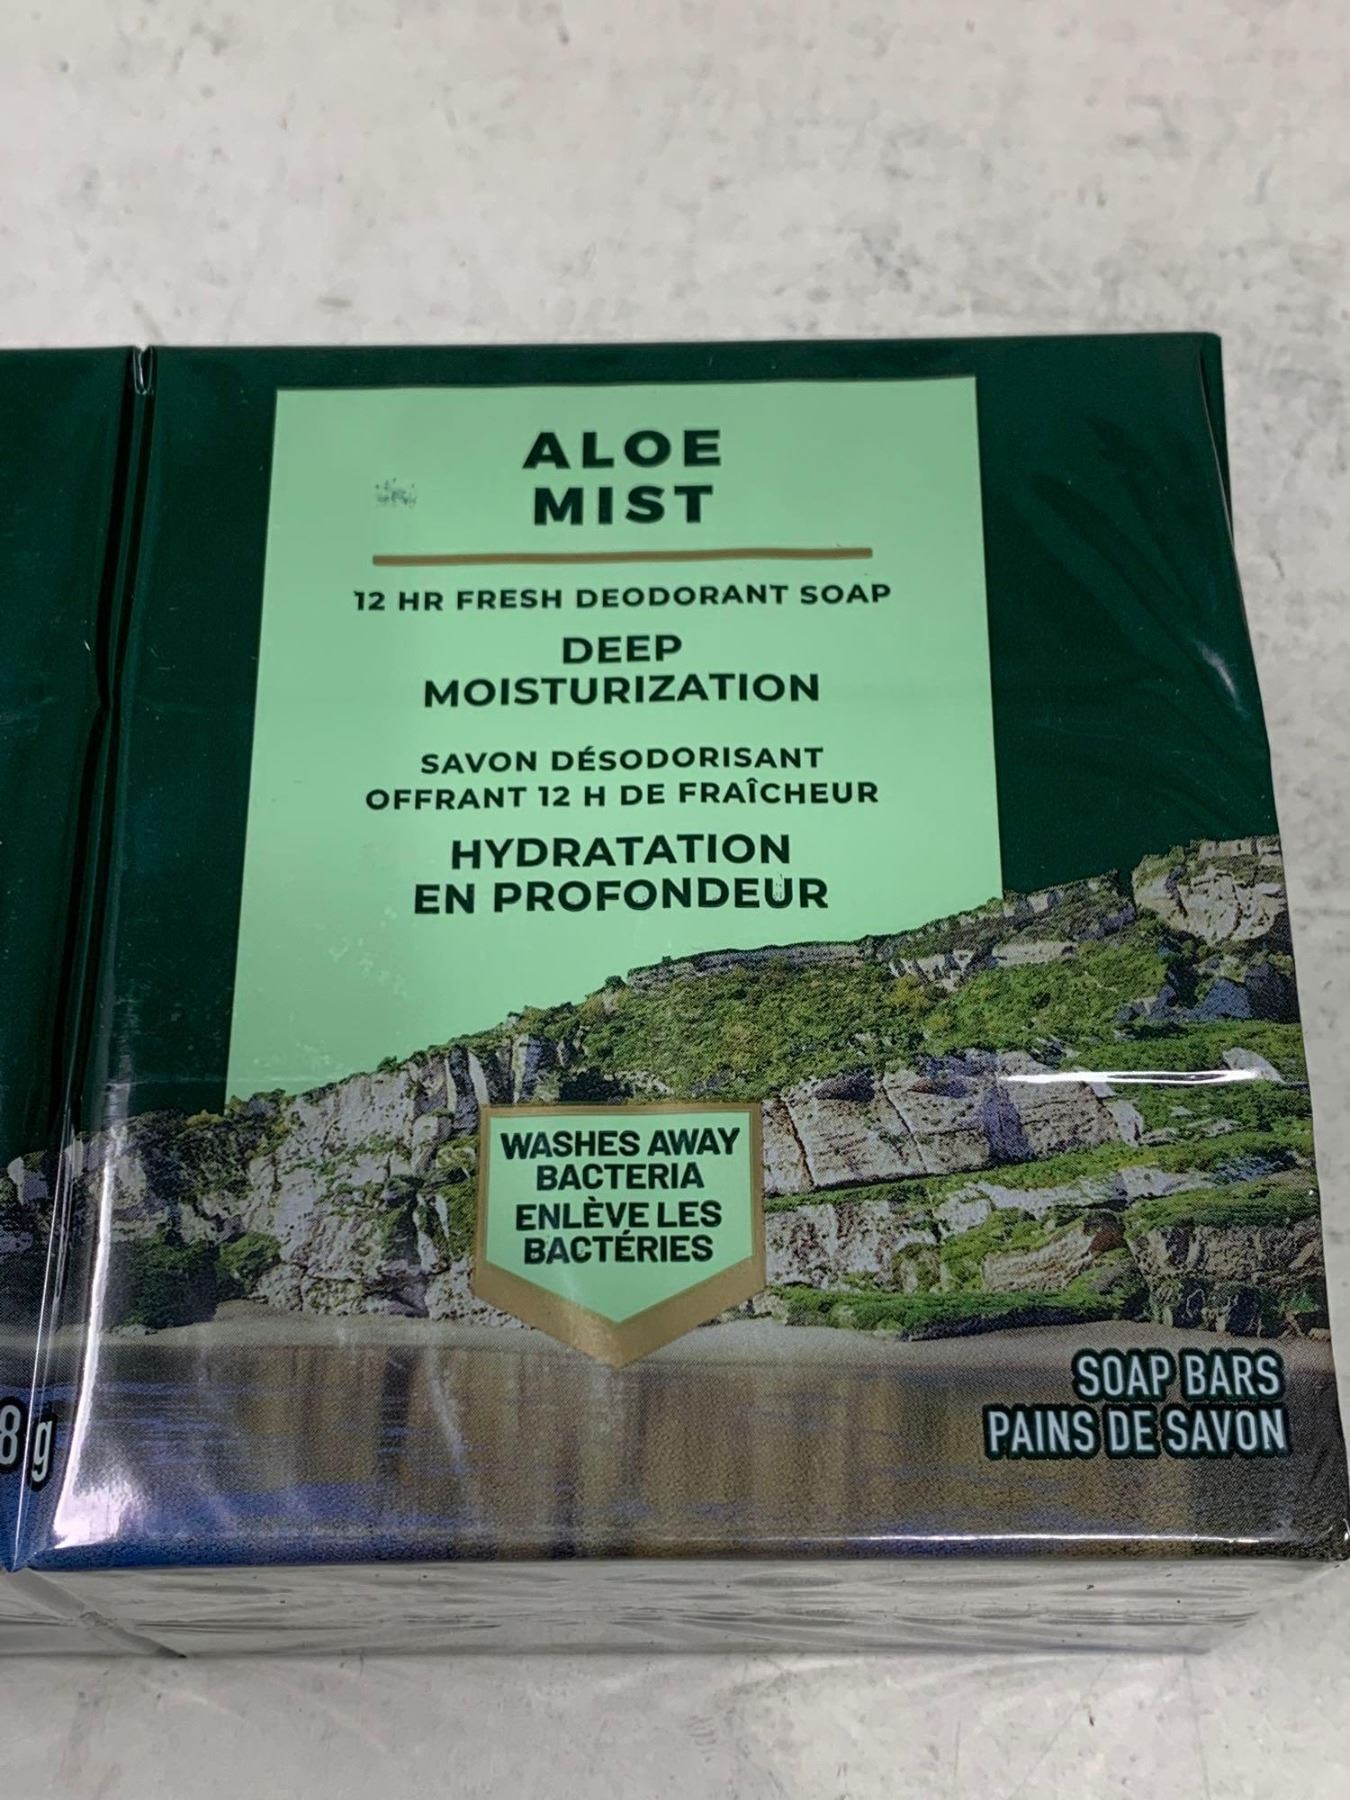 ALOE
MIST
12 HR FRESH DEODORANT SOAP
DEEP
MOISTURIZATION
SAVON DÉSODORISANT
OFFRANT 12 H DE FRAÎCHEUR
HYDRATATION
EN PROFONDEUR
WASHES AWAY
BACTERIA
ENLÈVE LES
BACTÉRIES
SOAP BARS
PAINS DE SAVON
8 g